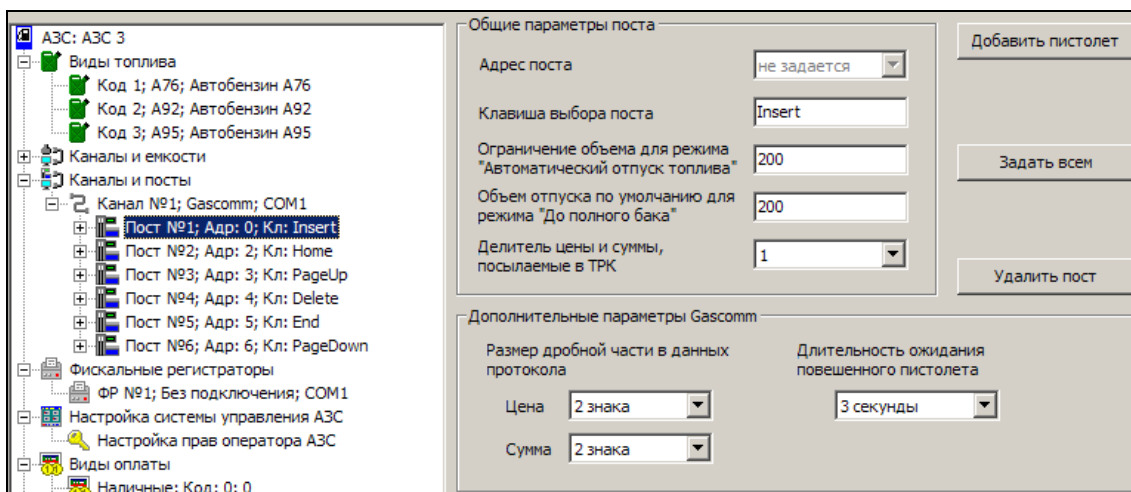 АЗС: АЗС 3
Виды топлива
Код 1; А76; Автобензин А76
Код 2; А92; Автобензин А92
Код 3; А95; Автобензин А95
Каналы и емкости
Каналы и посты
Канал №1; Gascomm; COM1
Пост №1; Адр: 0; Кл: Insert
Пост №2; Адр: 2; Кл: Home
Пост №3; Адр: 3; Кл: PageUp
Пост №4; Адр: 4; Кл: Delete
Пост №5; Адр: 5; Кл: End
Пост №6; Адр: 6; Кл: PageDown
Фискальные регистраторы
ФР №1; Без подключения; COM1
Настройка системы управления АЗС
Настройка прав оператора АЗС
Виды оплаты
Наличные; Код: 0; 0
Общие параметры поста
Адрес поста
не задается
Клавиша выбора поста
Insert
Ограничение объема для режима
"Автоматический отпуск топлива"
200
Объем отпуска по умолчанию для
режима "До полного бака"
200
Делитель цены и суммы,
посылаемые в ТРК
1
Добавить пистолет
Задать всем
Удалить пост
Дополнительные параметры Gascomm
Размер дробной части в данных
протокола
Цена
2 знака
Сумма
2 знака
Длительность ожидания
повешенного пистолета
3 секунды